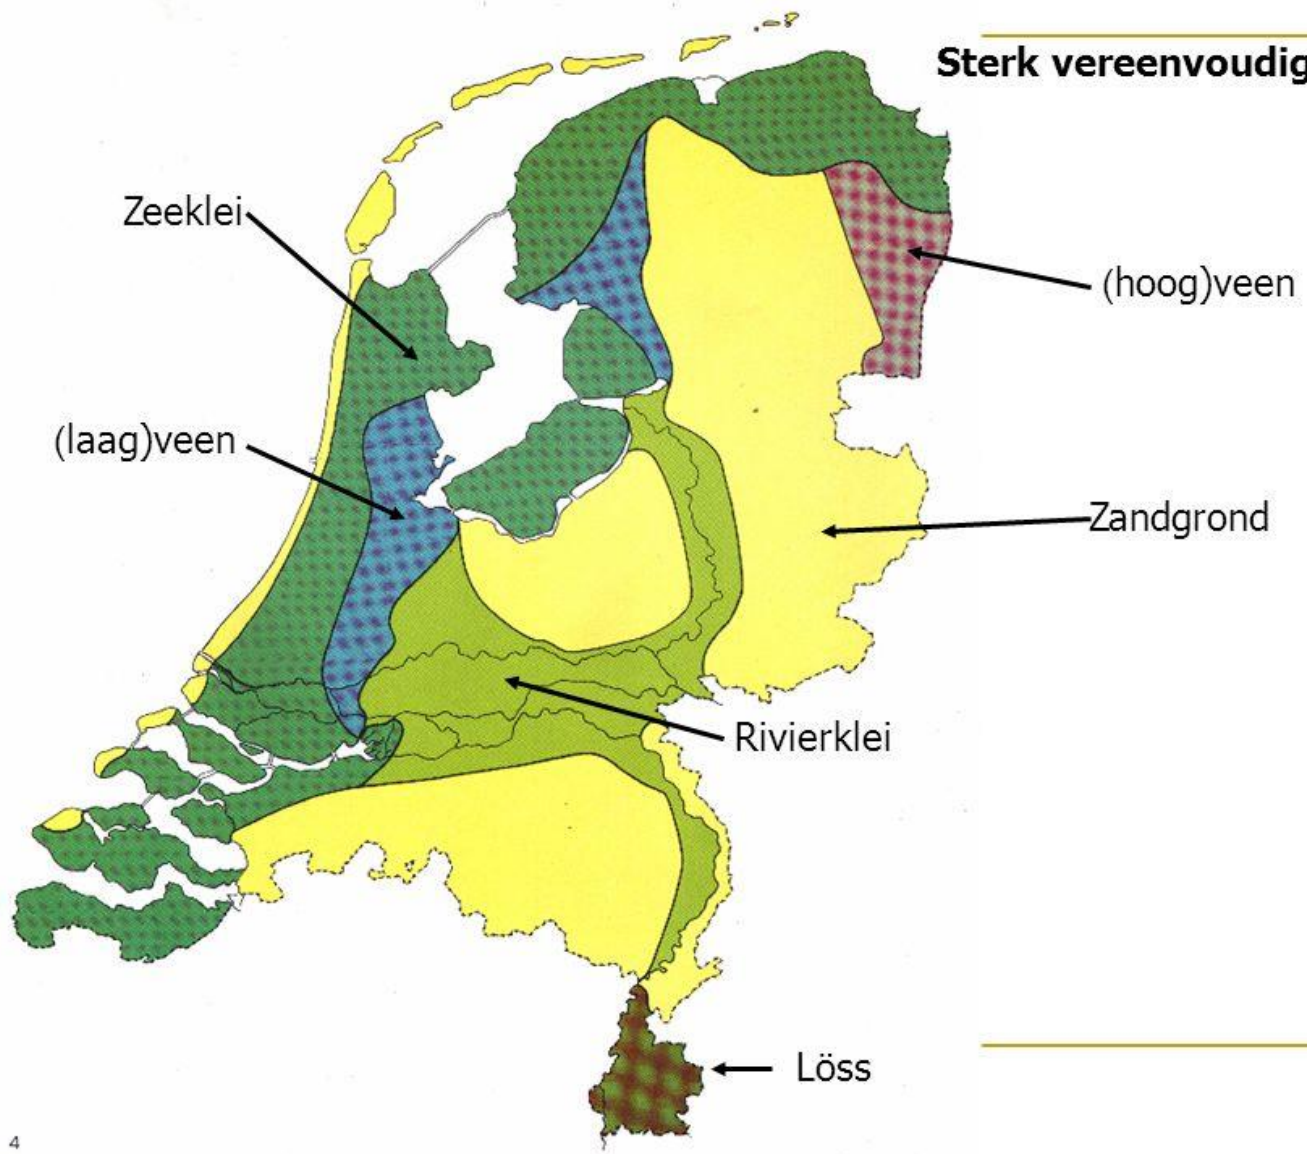 Sterk vereenvoudig
Zeeklei
(hoog)veen
(laag)veen
Zandgrond
Rivierklei
Löss
4